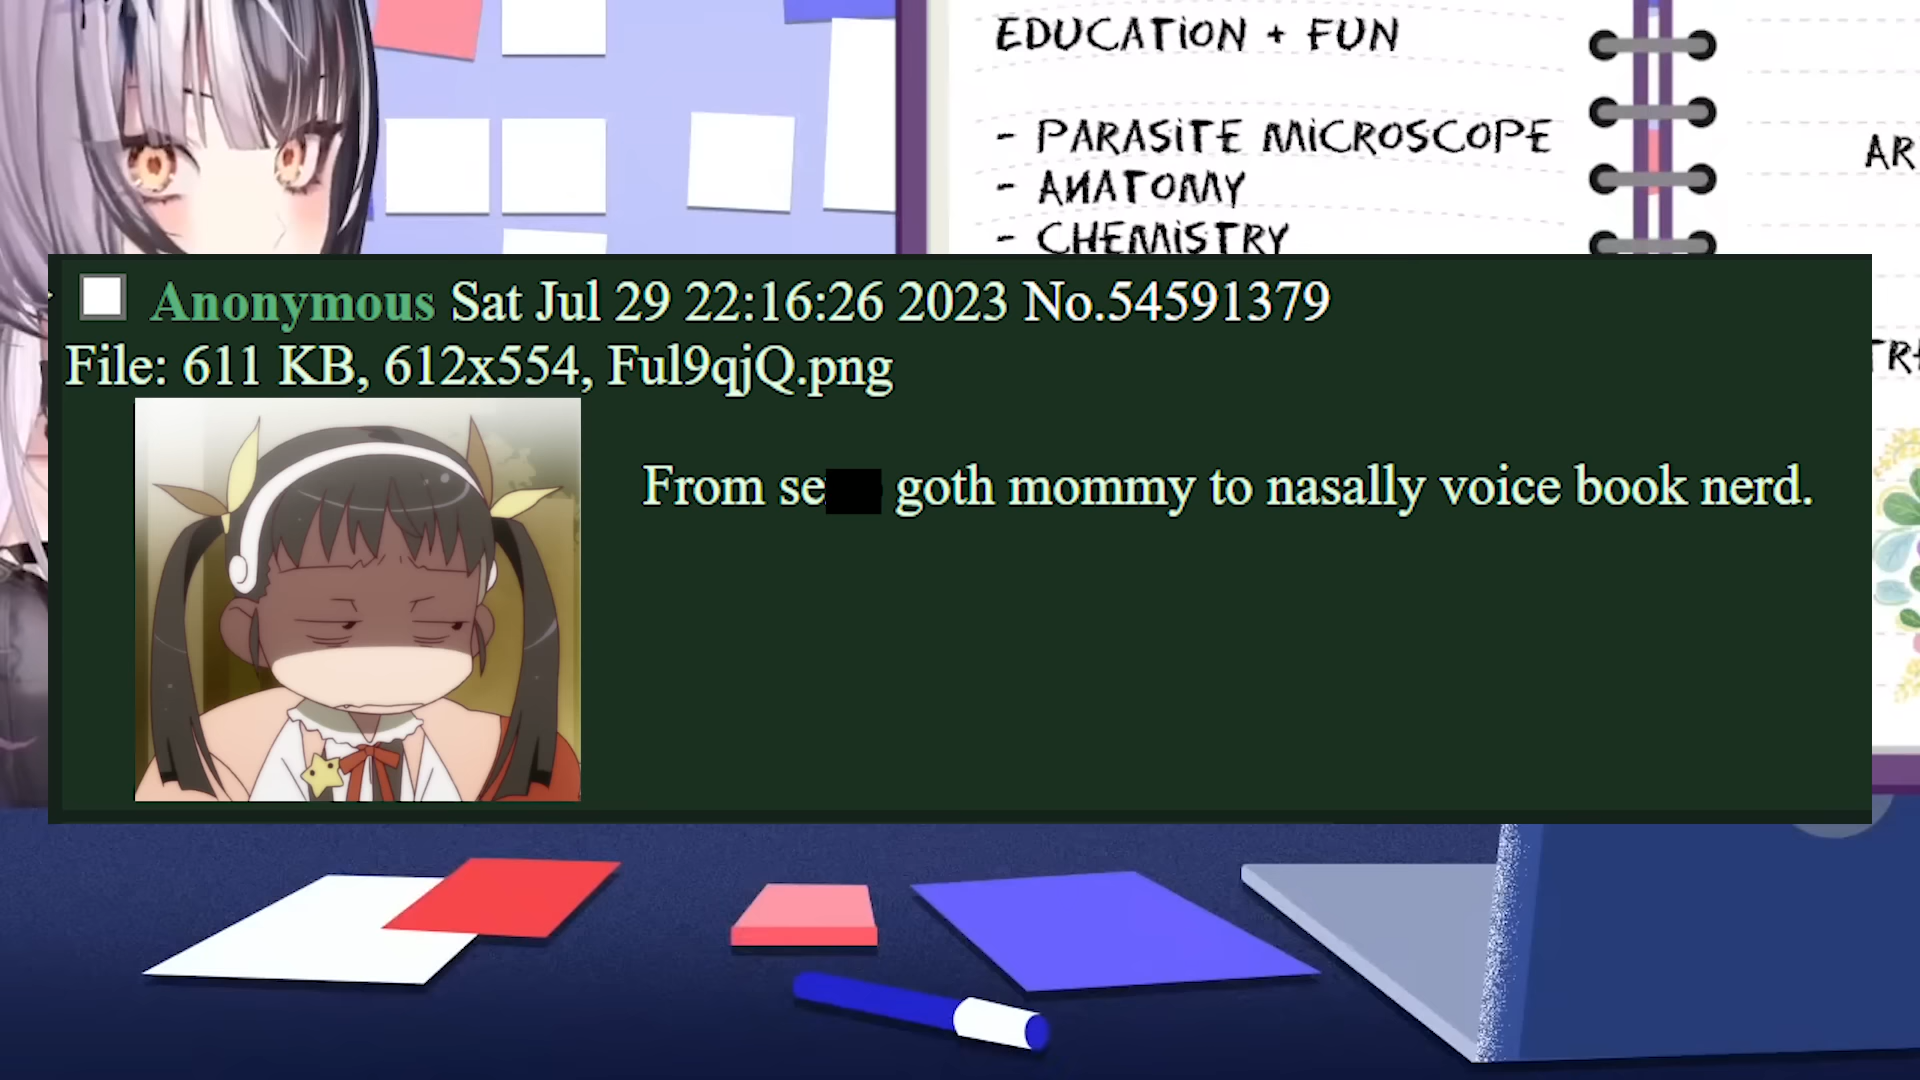 EDUCATION + FUN
- PARASITE MICROSCOPE
- ANATOMY
- CHEMISTRY
AR
TR
Anonymous Sat Jul 29 22:16:26 2023 No.54591379
File: 611 KB, 612x554, Ful9qjQ.png
From se goth mommy to nasally voice book nerd.